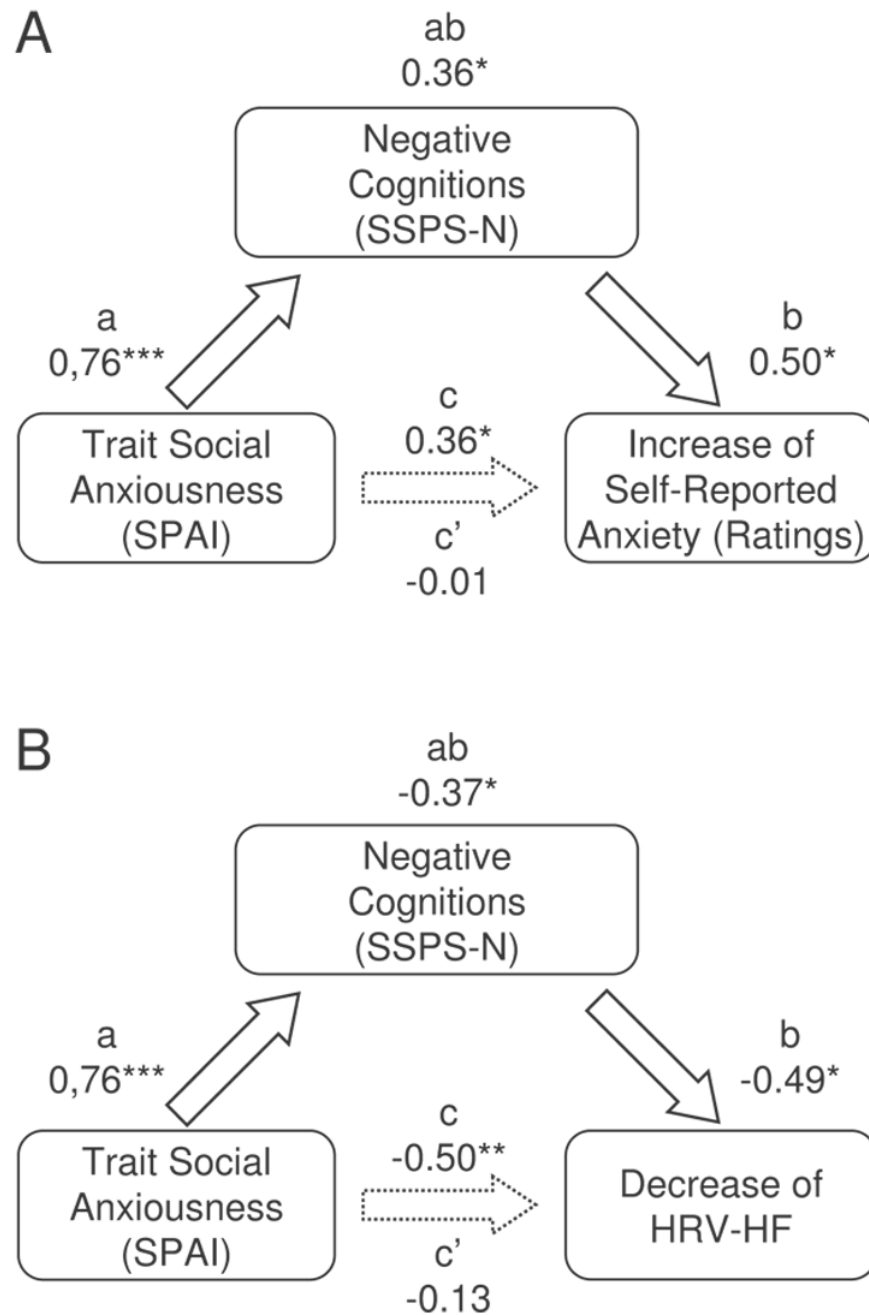 A
ab
0.36*
Negative
Cognitions
(SSPS-N)
a
0,76***
b
0.50*
c
0.36*
Trait Social
Anxiousness
(SPAI)
c'
-0.01
Increase of
Self-Reported
Anxiety (Ratings)
B
ab
-0.37*
Negative
Cognitions
(SSPS-N)
a
0,76***
b
-0.49*
c
-0.50**
Trait Social
Anxiousness
(SPAI)
c'
-0.13
Decrease of
HRV-HF